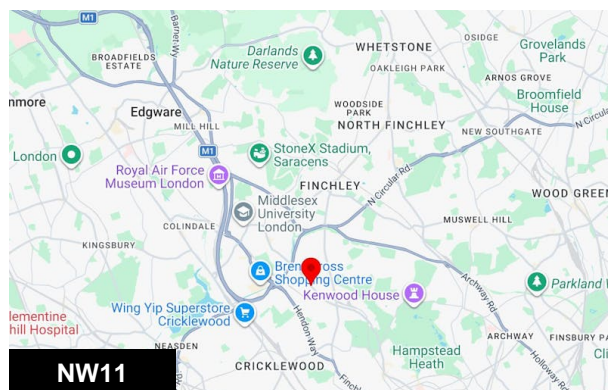 M1
Barnet Wy
BROADFIELDS
ESTATE
Darlands
Nature Reserve
WHETSTONE
OSIDGE
Grovelands
Park
OAKLEIGH PARK
ARNOS GROVE
Broomfield
House
nmore
Edgware
MILL HILL
WOODSIDE
PARK
NORTH FINCHLEY
NEW SOUTHGATE
N Circular
London
M1
StoneX Stadium,
Saracens
Royal Air Force
Museum London
FINCHLEY
N Circular Rd.
WOOD GREEN
Middlesex
University
London
COLINDALE
MUSWELL HILL
KINGSBURY
Brent Cross
Shopping Centre
Kenwood House
Archway Rd
Parkland W
Wing Yip Superstore
Cricklewood
lementine
hill Hospital
Hendon Way
Hampstead
Heath
ARCHWAY
FINSBURY PA
NEASDEN
Holloway Rd
CRICKLEWOOD
Finchl
Cli
NW11